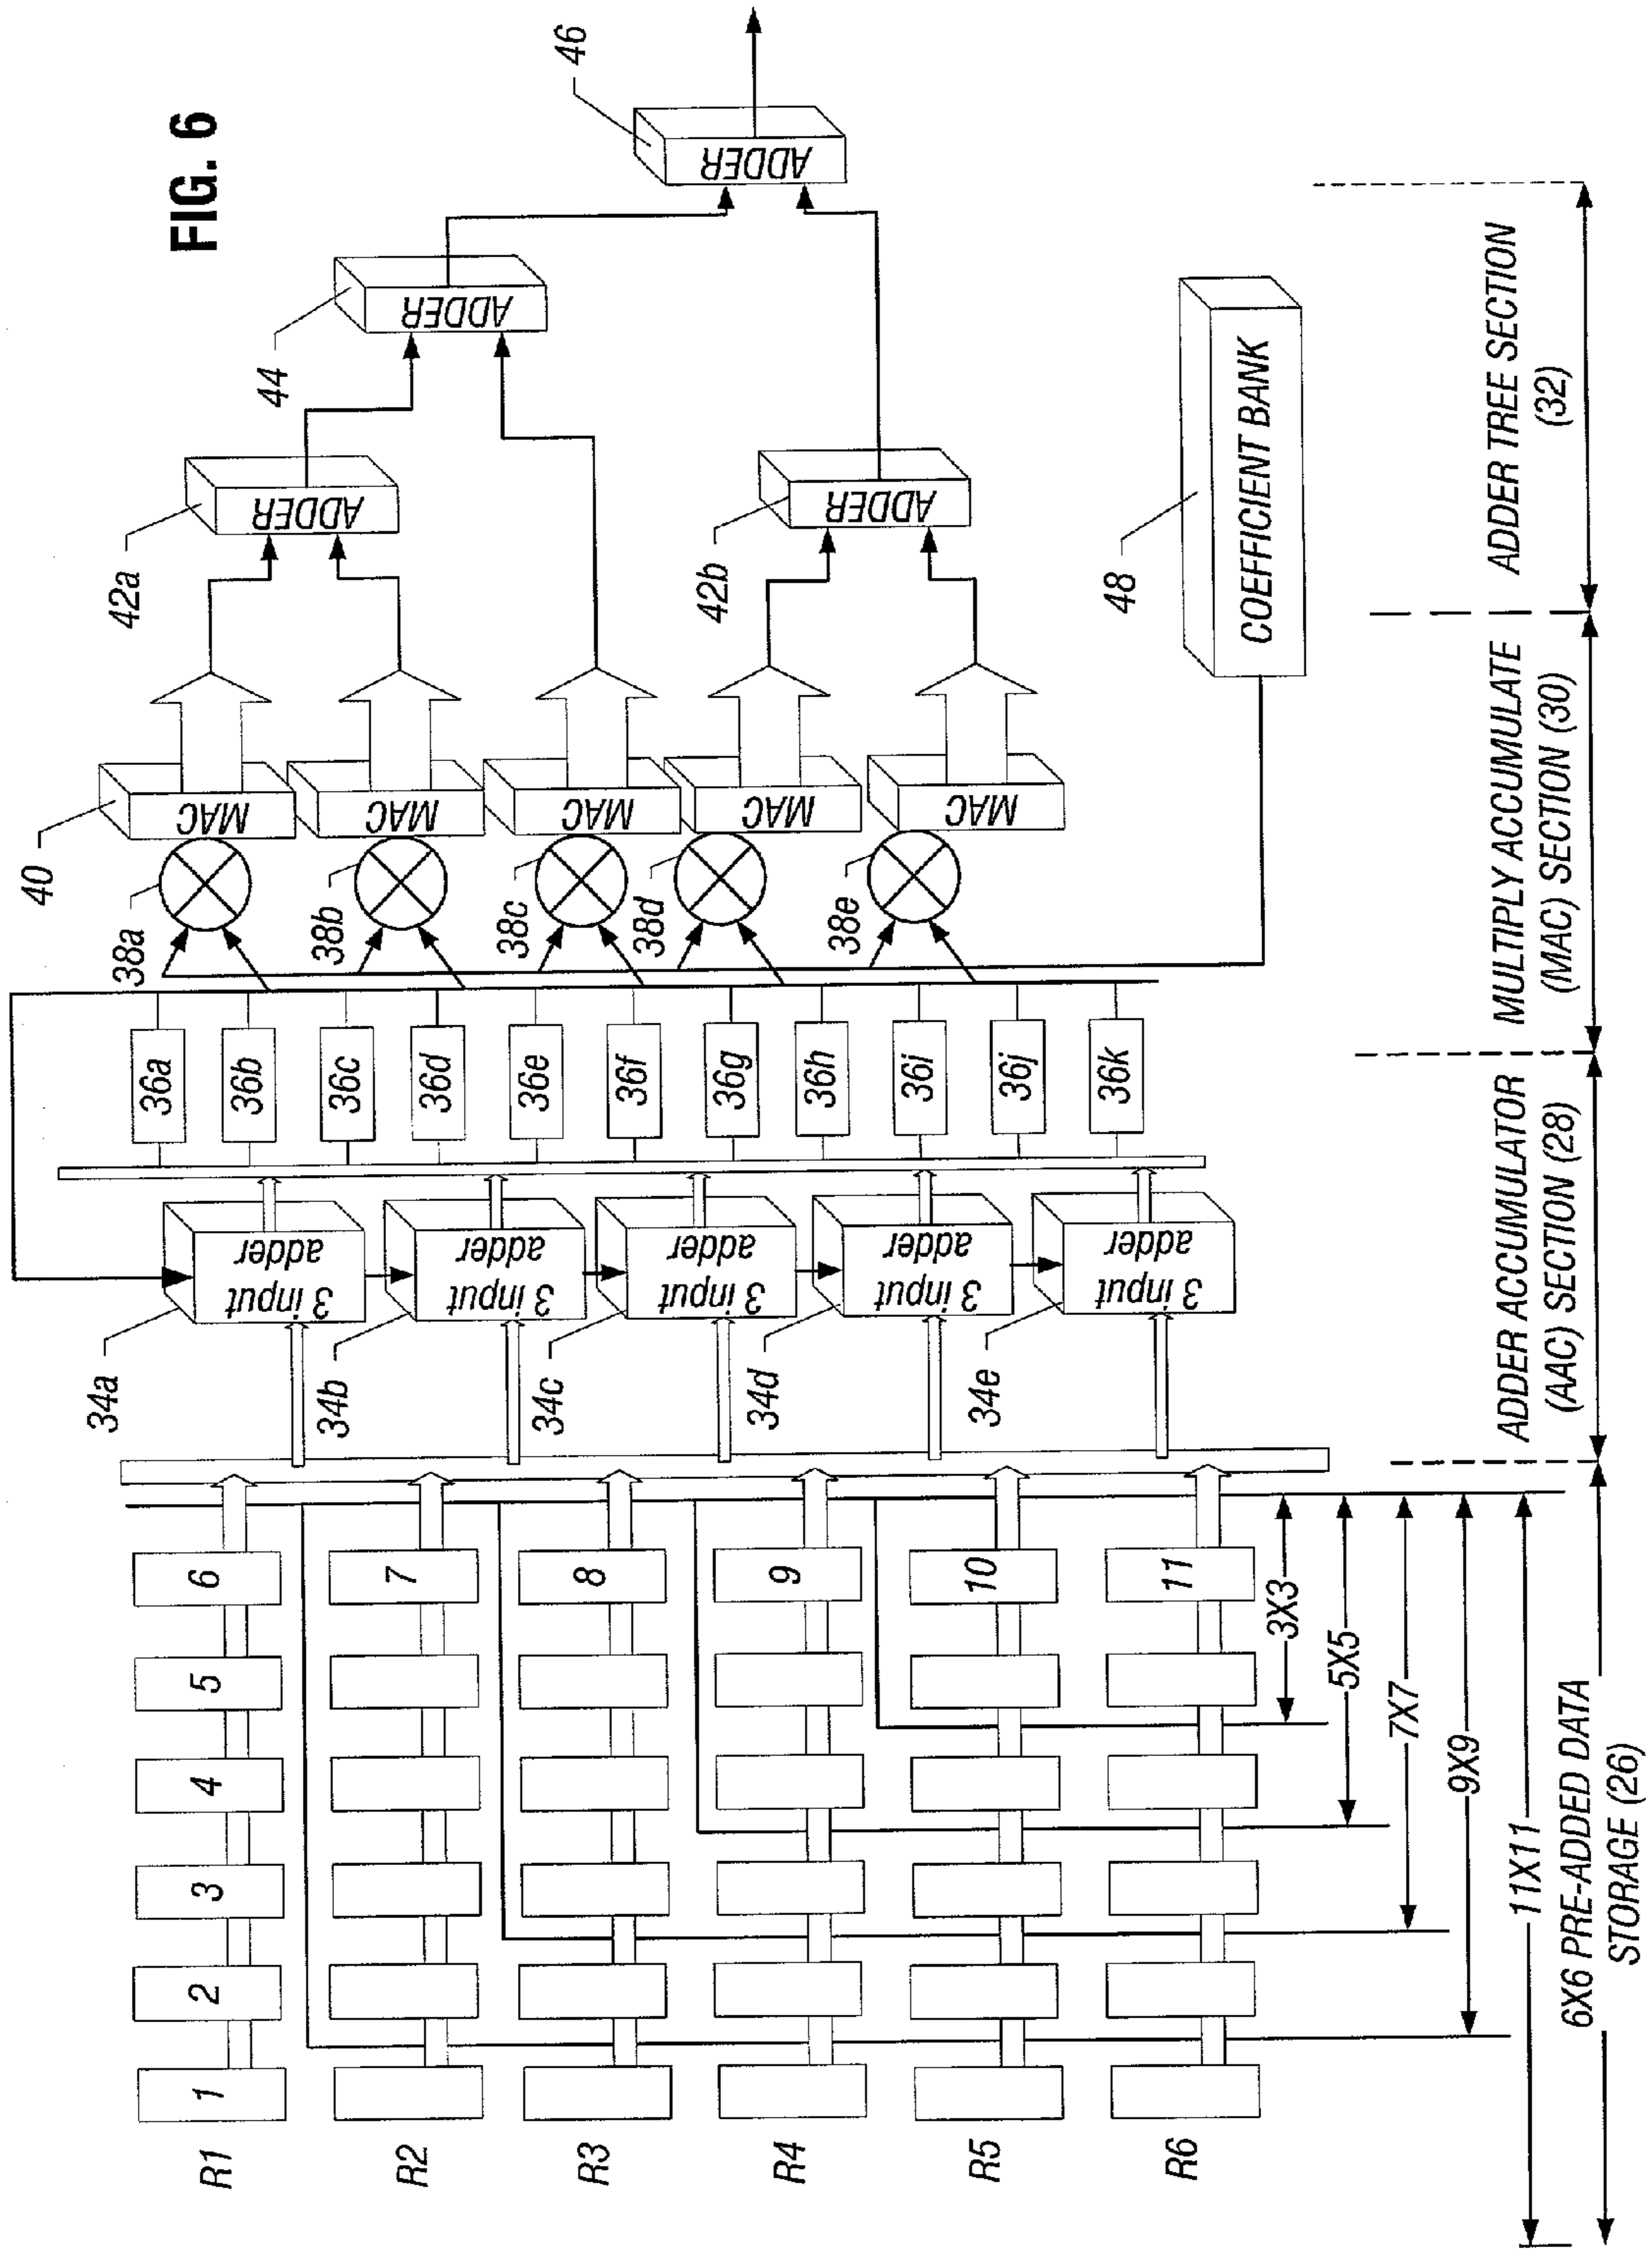 FIG. 6
R1
1
2
3
4
5
6
R2
7
R3
8
R4
9
R5
10
R6
11
3X3
5X5
7X7
9X9
11X11
6X6 PRE-ADDED DATA
STORAGE (26)
34a
3 input
adder
34b
3 input
adder
34c
3 input
adder
34d
3 input
adder
34e
3 input
adder
36a
36b
36c
36d
36e
36f
36g
36h
36i
36j
36k
ADDER ACCUMULATOR
(AAC) SECTION (28)
38a
38b
38c
38d
38e
40
MAC
MAC
MAC
MAC
MAC
MULTIPLY ACCUMULATE
(MAC) SECTION (30)
42a
ADDER
42b
ADDER
44
ADDER
46
ADDER
48
COEFFICIENT BANK
ADDER TREE SECTION
(32)